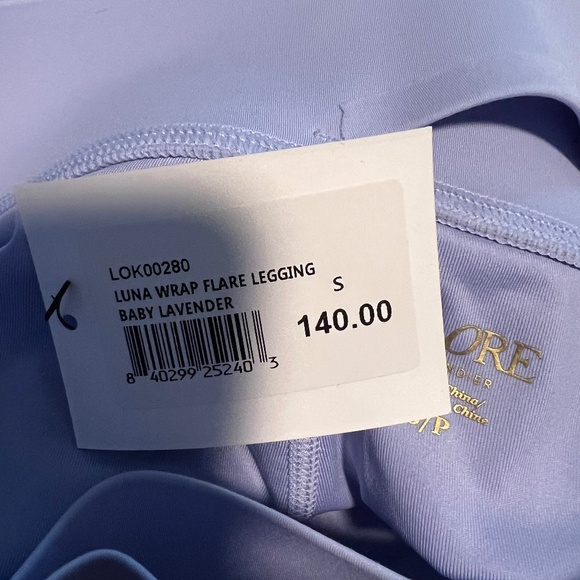 LOK00280
LUNA WRAP FLARE LEGGING
BABY LAVENDER
S
140.00
8 40299 25240 3
ORE
China/
Chine
S/P